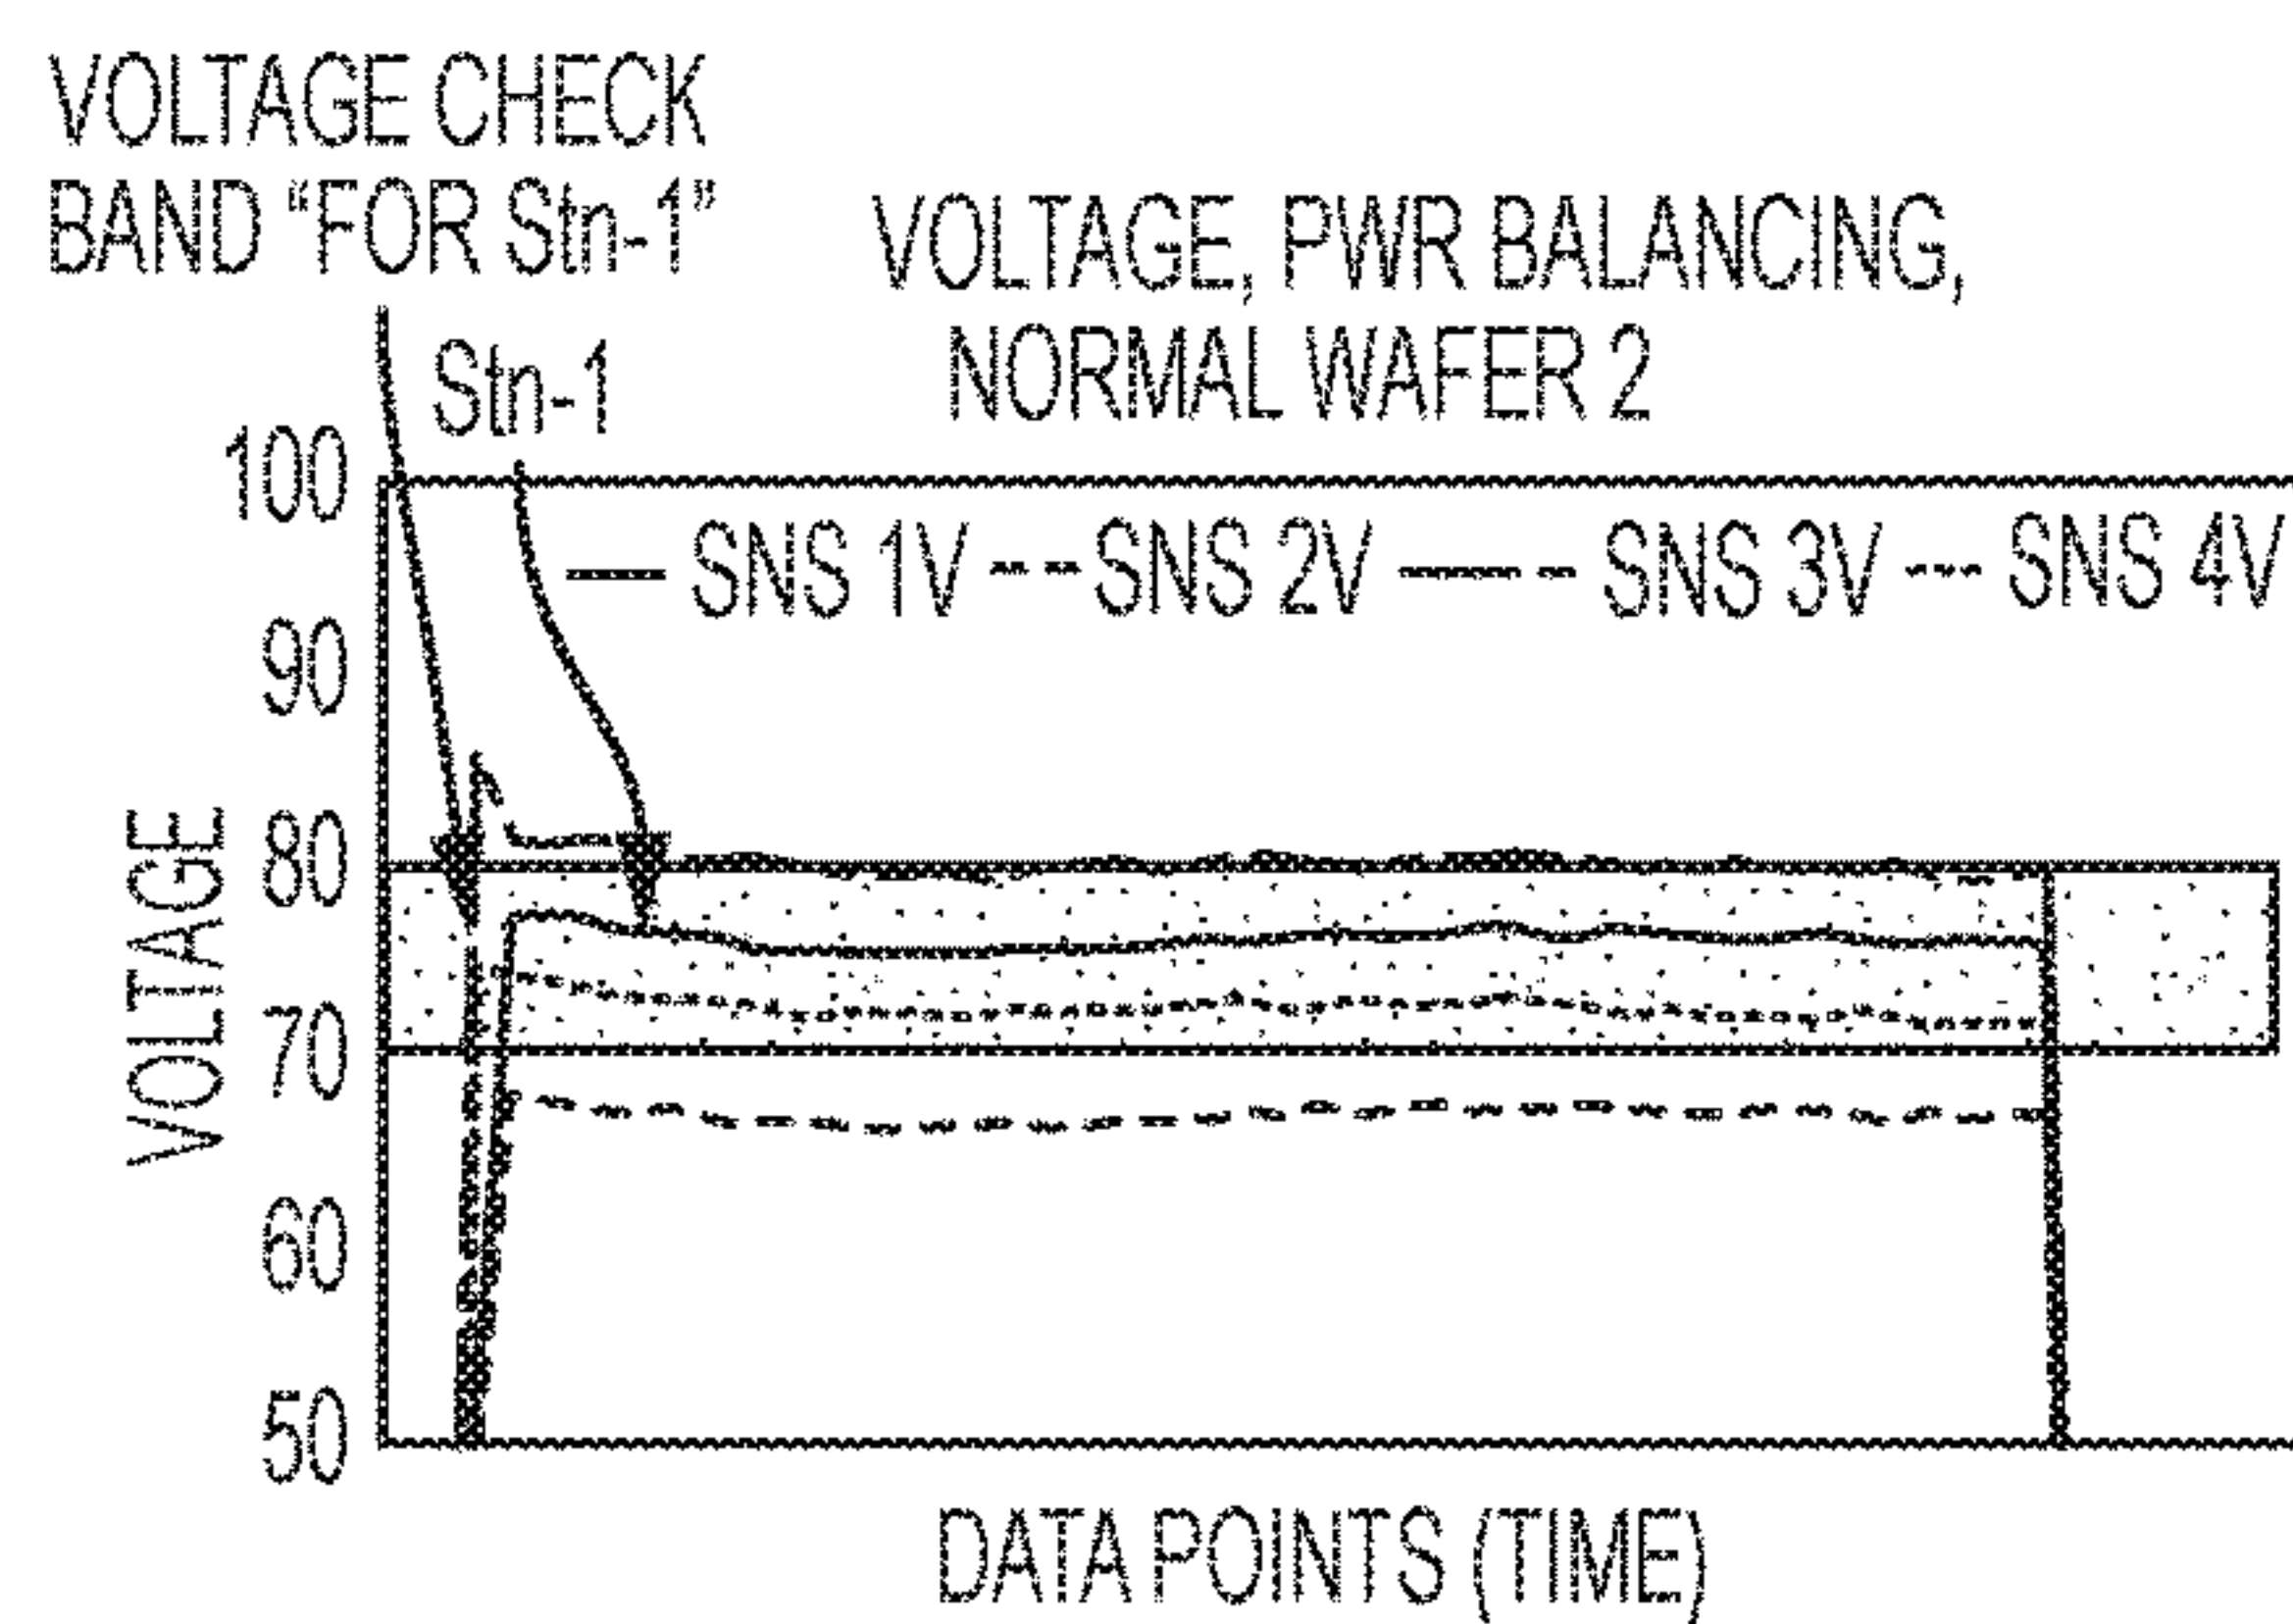 VOLTAGE CHECK
BAND “FOR Stn-1”
VOLTAGE, PWR BALANCING,
NORMAL WAFER 2
Stn-1
100
SNS 1V SNS 2V SNS 3V SNS 4V
90
80
70
60
50
VOLTAGE
DATA POINTS (TIME)